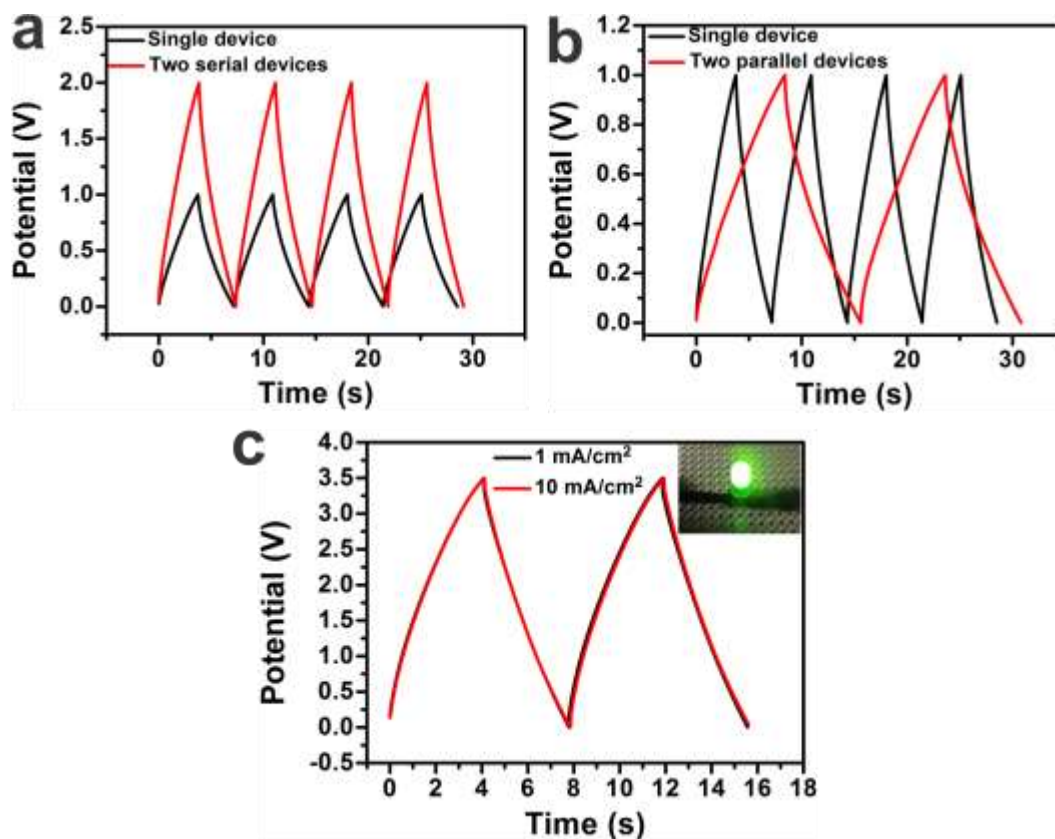 a
2.5
2.0
1.5
1.0
0.5
0.0
Potential (V)
Single device
Two serial devices
0 10 20 30
Time (s)
b
1.2
1.0
0.8
0.6
0.4
0.2
0.0
Potential (V)
Single device
Two parallel devices
0 10 20 30
Time (s)
c
4.0
3.5
3.0
2.5
2.0
1.5
1.0
0.5
0.0
-0.5
Potential (V)
1 mA/cm²
10 mA/cm²
0 2 4 6 8 10 12 14 16 18
Time (s)